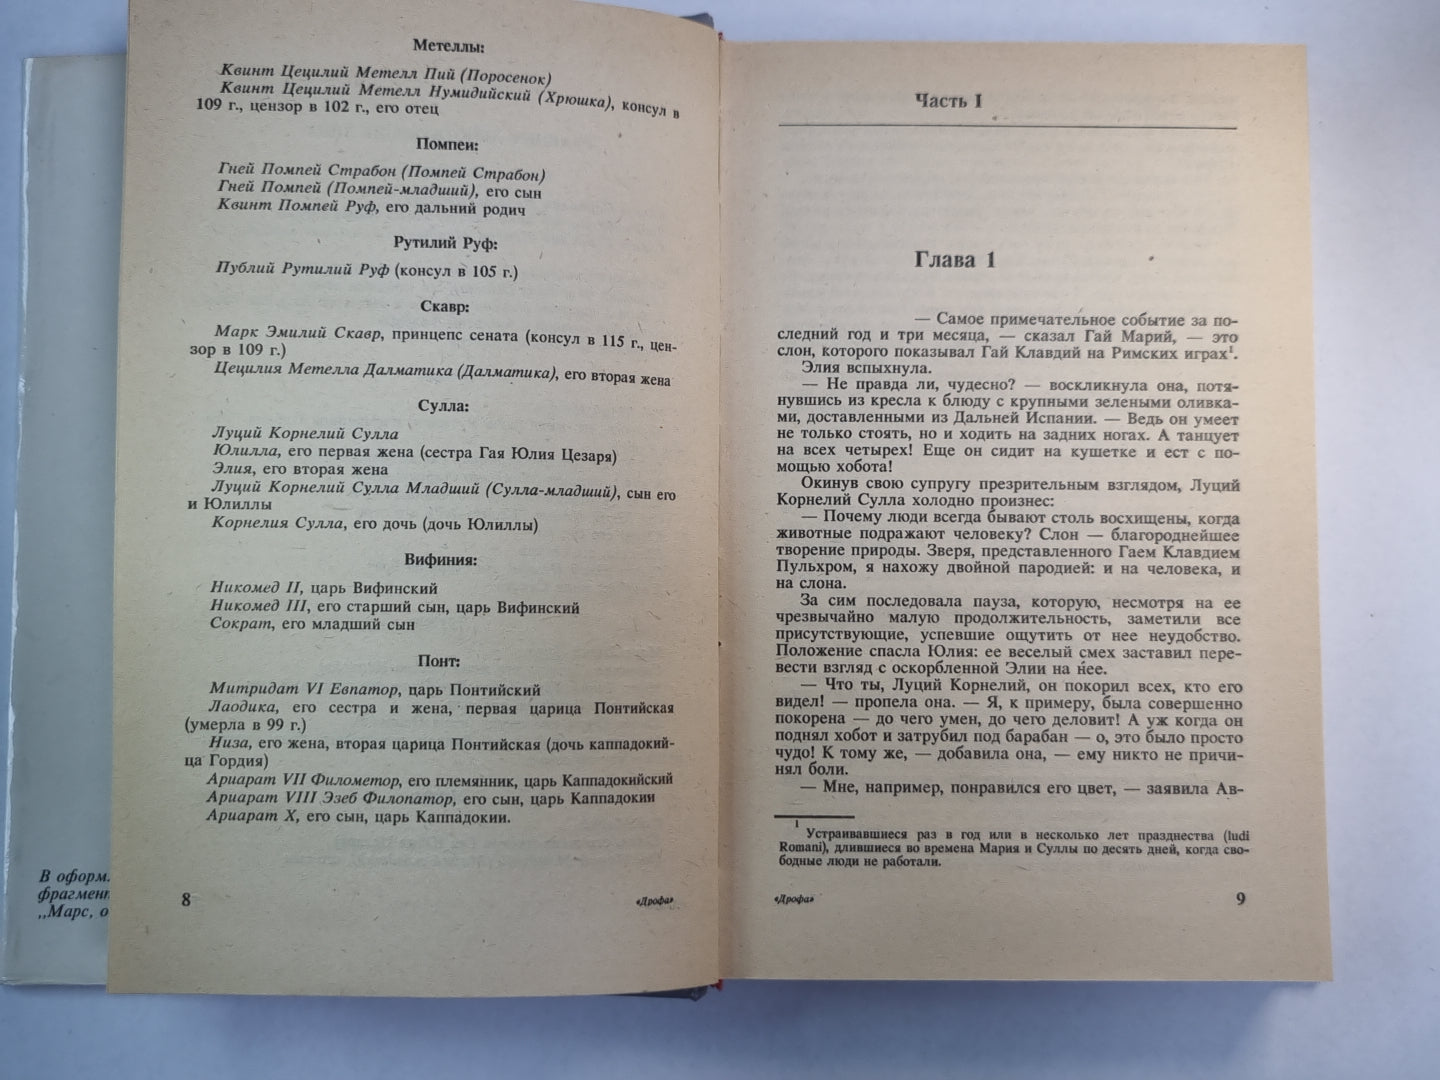 Метеллы:
Квинт Цецилий Метелл Пий (Поросенок)
Квинт Цецилий Метелл Нумидийский (Хрюшка), консул в
109 г., цензор в 102 г., его отец
Помпеи:
Гней Помпей Страбон (Помпей Страбон)
Гней Помпей (Помпей-младший), его сын
Квинт Помпей Руф, его дальний родич
Рутилий Руф:
Публий Рутилий Руф (консул в 105 г.)
Скавр:
Марк Эмилий Скавр, принцепс сената (консул в 115 г., цен-
зор в 109 г.)
Цецилия Метелла Далматика (Далматика), его вторая жена
Сулла:
Луций Корнелий Сулла
Юлилла, его первая жена (сестра Гая Юлия Цезаря)
Элия, его вторая жена
Луций Корнелий Сулла Младший (Сулла-младший), сын его
и Юлиллы
Корнелия Сулла, его дочь (дочь Юлиллы)
Вифиния:
Никомед II, царь Вифинский
Никомед III, его старший сын, царь Вифинский
Сократ, его младший сын
Понт:
Митридат VI Евпатор, царь Понтийский
Лаодика, его сестра и жена, первая царица Понтийская
(умерла в 99 г.)
Низа, его жена, вторая царица Понтийская (дочь каппадокий-
ца Гордия)
Ариарат VII Филометор, его племянник, царь Каппадокийский
Ариарат VIII Эзеб Филопатор, его сын, царь Каппадокии
Ариарат X, его сын, царь Каппадокии.
8
«Дрофа»
В оформ.
фрагмент
„Марс, о
Часть I
Глава 1
— Самое примечательное событие за по-
следний год и три месяца, — сказал Гай Марий, — это
слон, которого показывал Гай Клавдий на Римских играх¹.
Элия вспыхнула.
— Не правда ли, чудесно? — воскликнула она, потя-
нувшись из кресла к блюду с крупными зелеными оливка-
ми, доставленными из Дальней Испании. — Ведь он умеет
не только стоять, но и ходить на задних ногах. А танцует
на всех четырех! Еще он сидит на кушетке и ест с по-
мощью хобота!
Окинув свою супругу презрительным взглядом, Луций
Корнелий Сулла холодно произнес:
— Почему люди всегда бывают столь восхищены, когда
животные подражают человеку? Слон — благороднейшее
творение природы. Зверя, представленного Гаем Клавдием
Пульхром, я нахожу двойной пародией: и на человека, и
на слона.
За сим последовала пауза, которую, несмотря на ее
чрезвычайно малую продолжительность, заметили все
присутствующие, успевшие ощутить от нее неудобство.
Положение спасла Юлия: ее веселый смех заставил пере-
вести взгляд с оскорбленной Элии на нее.
— Что ты, Луций Корнелий, он покорил всех, кто его
видел! — пропела она. — Я, к примеру, была совершенно
покорена — до чего умен, до чего деловит! А уж когда он
поднял хобот и затрубил под барабан — о, это было просто
чудо! К тому же, — добавила она, — ему никто не причи-
нял боли.
— Мне, например, понравился его цвет, — заявила Ав-
¹ Устраивавшиеся раз в год или в несколько лет празднества (ludi
Romani), длившиеся во времена Мария и Суллы по десять дней, когда сво-
бодные люди не работали.
«Дрофа»
9